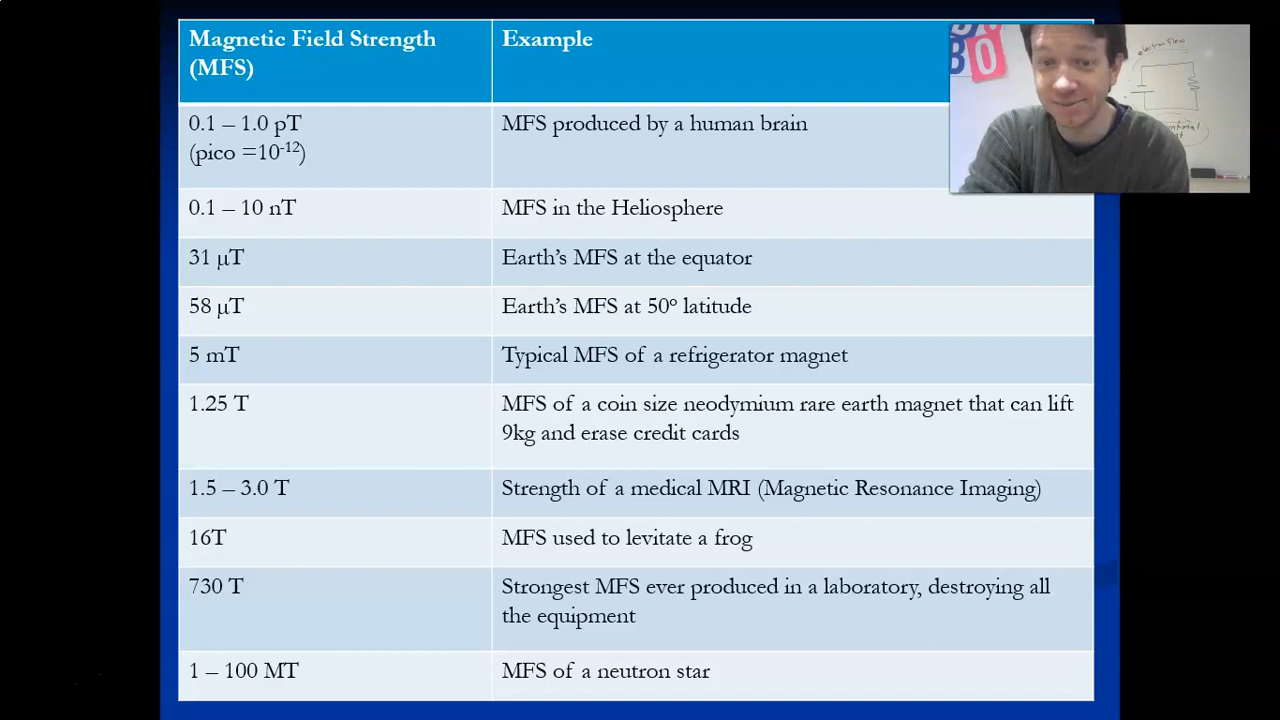 Magnetic Field Strength
(MFS)
Example
0.1 – 1.0 pT
(pico =10⁻¹²)
MFS produced by a human brain
0.1 – 10 nT
MFS in the Heliosphere
31 μT
Earth’s MFS at the equator
58 μT
Earth’s MFS at 50º latitude
5 mT
Typical MFS of a refrigerator magnet
1.25 T
MFS of a coin size neodymium rare earth magnet that can lift
9kg and erase credit cards
1.5 – 3.0 T
Strength of a medical MRI (Magnetic Resonance Imaging)
16T
MFS used to levitate a frog
730 T
Strongest MFS ever produced in a laboratory, destroying all
the equipment
1 – 100 MT
MFS of a neutron star
electron flow